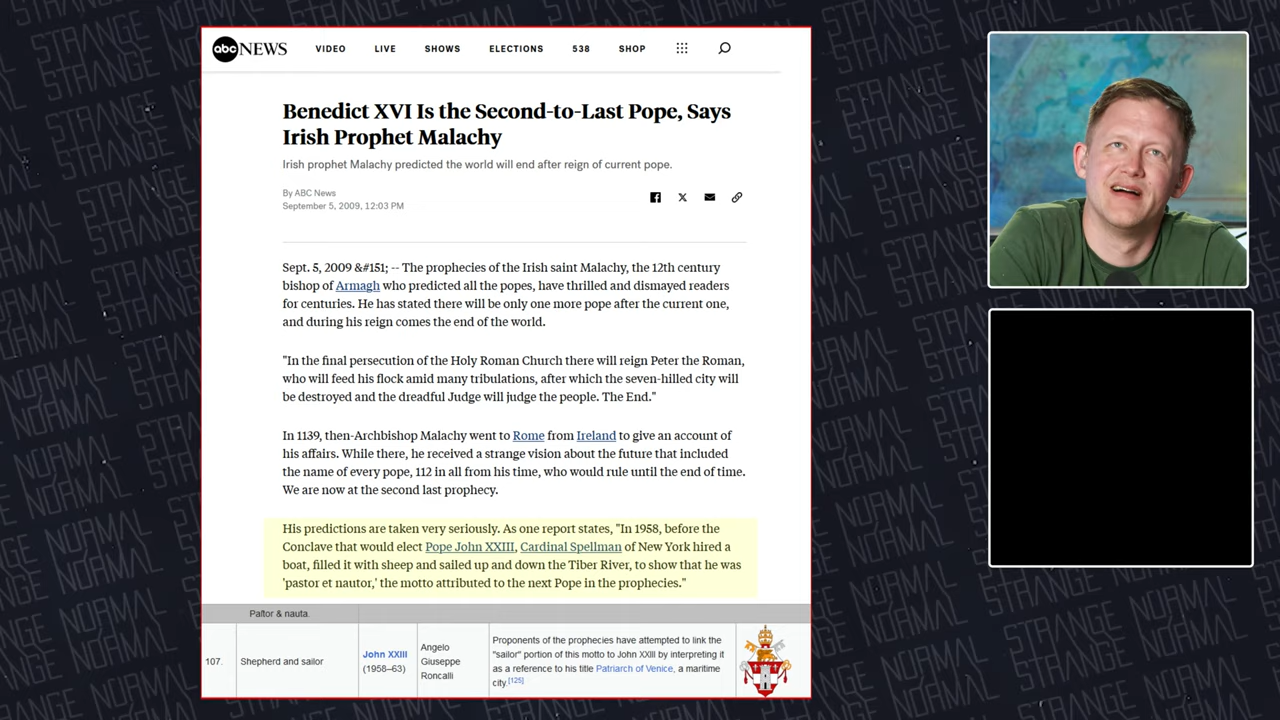 abc NEWS VIDEO LIVE SHOWS ELECTIONS 538 SHOP
Benedict XVI Is the Second-to-Last Pope, Says
Irish Prophet Malachy
Irish prophet Malachy predicted the world will end after reign of current pope.
By ABC News
September 5, 2009, 12:03 PM
Sept. 5, 2009 &#151; -- The prophecies of the Irish saint Malachy, the 12th century
bishop of Armagh who predicted all the popes, have thrilled and dismayed readers
for centuries. He has stated there will be only one more pope after the current one,
and during his reign comes the end of the world.
"In the final persecution of the Holy Roman Church there will reign Peter the Roman,
who will feed his flock amid many tribulations, after which the seven-hilled city will
be destroyed and the dreadful Judge will judge the people. The End."
In 1139, then-Archbishop Malachy went to Rome from Ireland to give an account of
his affairs. While there, he received a strange vision about the future that included
the name of every pope, 112 in all from his time, who would rule until the end of time.
We are now at the second last prophecy.
His predictions are taken very seriously. As one report states, "In 1958, before the
Conclave that would elect Pope John XXIII, Cardinal Spellman of New York hired a
boat, filled it with sheep and sailed up and down the Tiber River, to show that he was
'pastor et nautor,' the motto attributed to the next Pope in the prophecies."
Paſtor & nauta.
107. Shepherd and sailor
John XXIII
(1958–63)
Angelo
Giuseppe
Roncalli
Proponents of the prophecies have attempted to link the
"sailor" portion of this motto to John XXIII by interpreting it
as a reference to his title Patriarch of Venice, a maritime
city.[125]
STRANGE
NORMAL